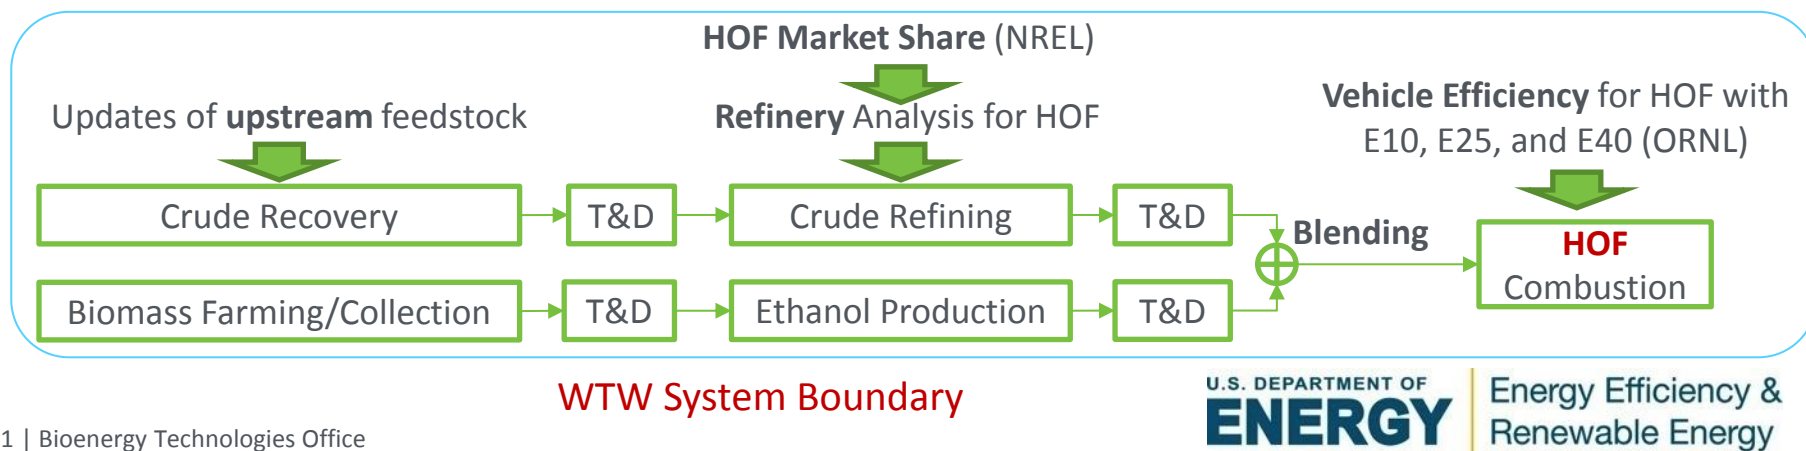 HOF Market Share (NREL)
Updates of upstream feedstock
Refinery Analysis for HOF
Vehicle Efficiency for HOF with
E10, E25, and E40 (ORNL)
Crude Recovery
T&D
Crude Refining
T&D
Blending
HOF
Combustion
Biomass Farming/Collection
T&D
Ethanol Production
T&D
WTW System Boundary
U.S. DEPARTMENT OF
ENERGY
Energy Efficiency &
Renewable Energy
1 | Bioenergy Technologies Office